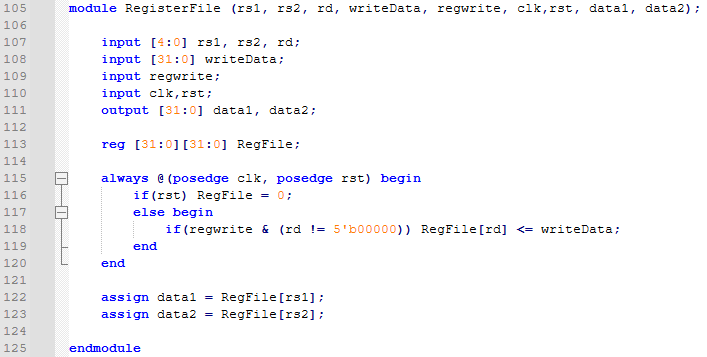 105 module RegisterFile (rs1, rs2, rd, writeData, regwrite, clk,rst, data1, data2);
106
107 input [4:0] rs1, rs2, rd;
108 input [31:0] writeData;
109 input regwrite;
110 input clk,rst;
111 output [31:0] data1, data2;
112
113 reg [31:0][31:0] RegFile;
114
115 always @(posedge clk, posedge rst) begin
116 if(rst) RegFile = 0;
117 else begin
118 if(regwrite & (rd != 5'b00000)) RegFile[rd] <= writeData;
119 end
120 end
121
122 assign data1 = RegFile[rs1];
123 assign data2 = RegFile[rs2];
124
125 endmodule